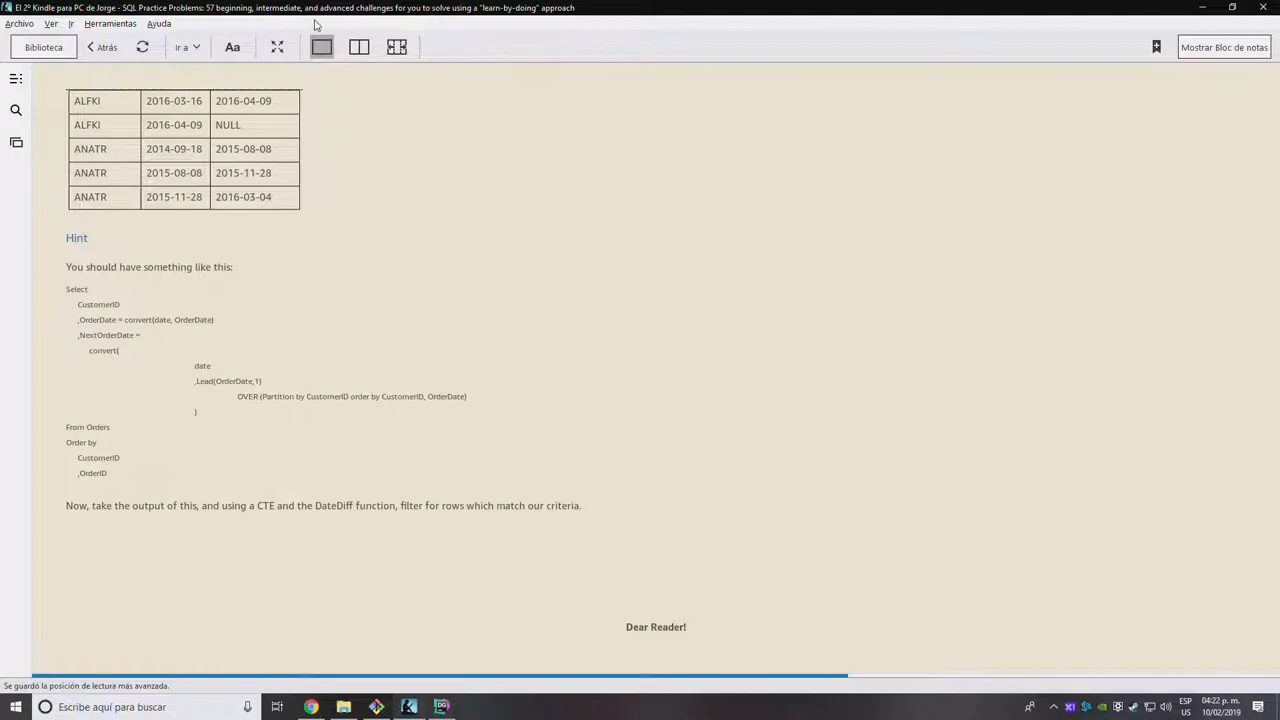 El 2º Kindle para PC de Jorge - SQL Practice Problems: 57 beginning, intermediate, and advanced challenges for you to solve using a "learn-by-doing" approach
Archivo Ver Ir Herramientas Ayuda
Biblioteca Atrás Ir a Aa Mostrar Bloc de notas
ALFKI 2016-03-16 2016-04-09
ALFKI 2016-04-09 NULL
ANATR 2014-09-18 2015-08-08
ANATR 2015-08-08 2015-11-28
ANATR 2015-11-28 2016-03-04
Hint
You should have something like this:
Select
CustomerID
,OrderDate = convert(date, OrderDate)
,NextOrderDate =
convert(
date
,Lead(OrderDate,1)
OVER (Partition by CustomerID order by CustomerID, OrderDate)
)
From Orders
Order by
CustomerID
,OrderID
Now, take the output of this, and using a CTE and the DateDiff function, filter for rows which match our criteria.
Dear Reader!
Se guardó la posición de lectura más avanzada.
Escribe aquí para buscar
ESP 04:22 p. m.
US 10/02/2019